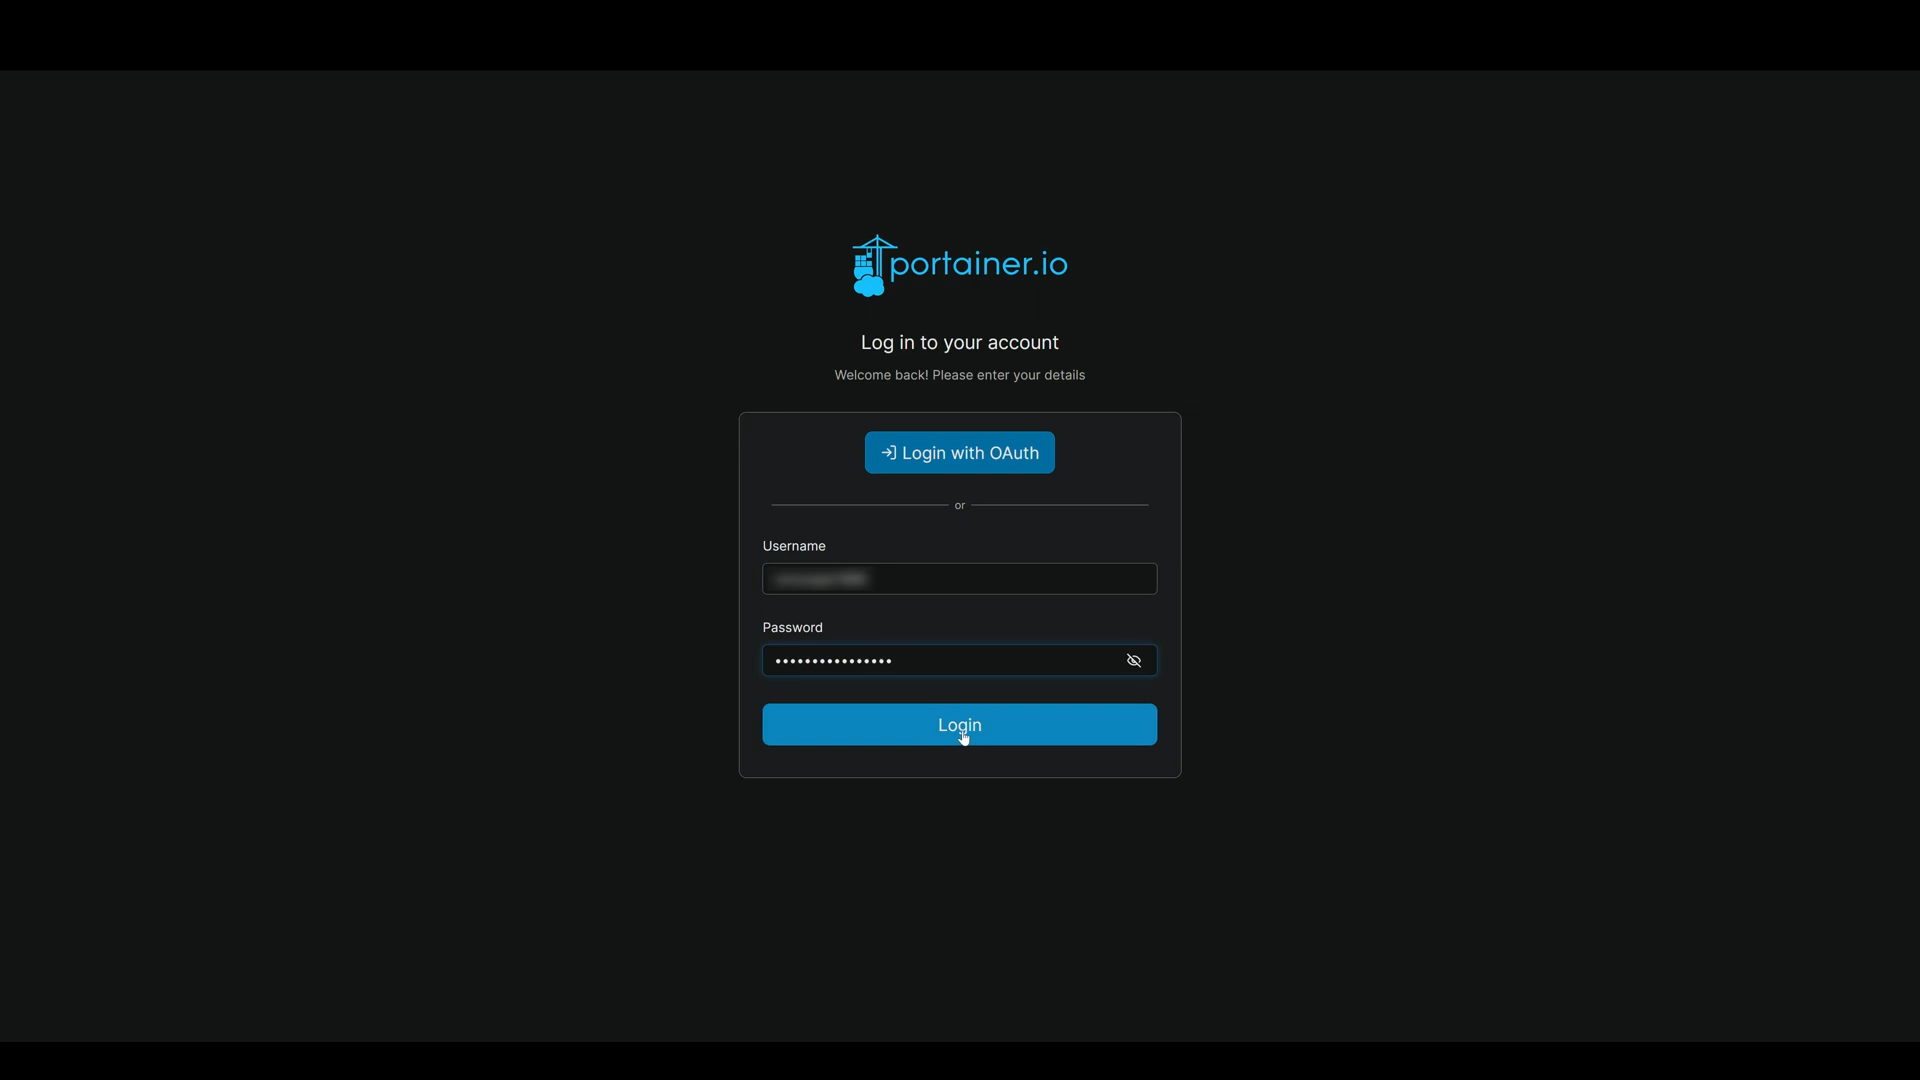 portainer.io
Log in to your account
Welcome back! Please enter your details
Login with OAuth
or
Username
Password
••••••••••••••••
Login